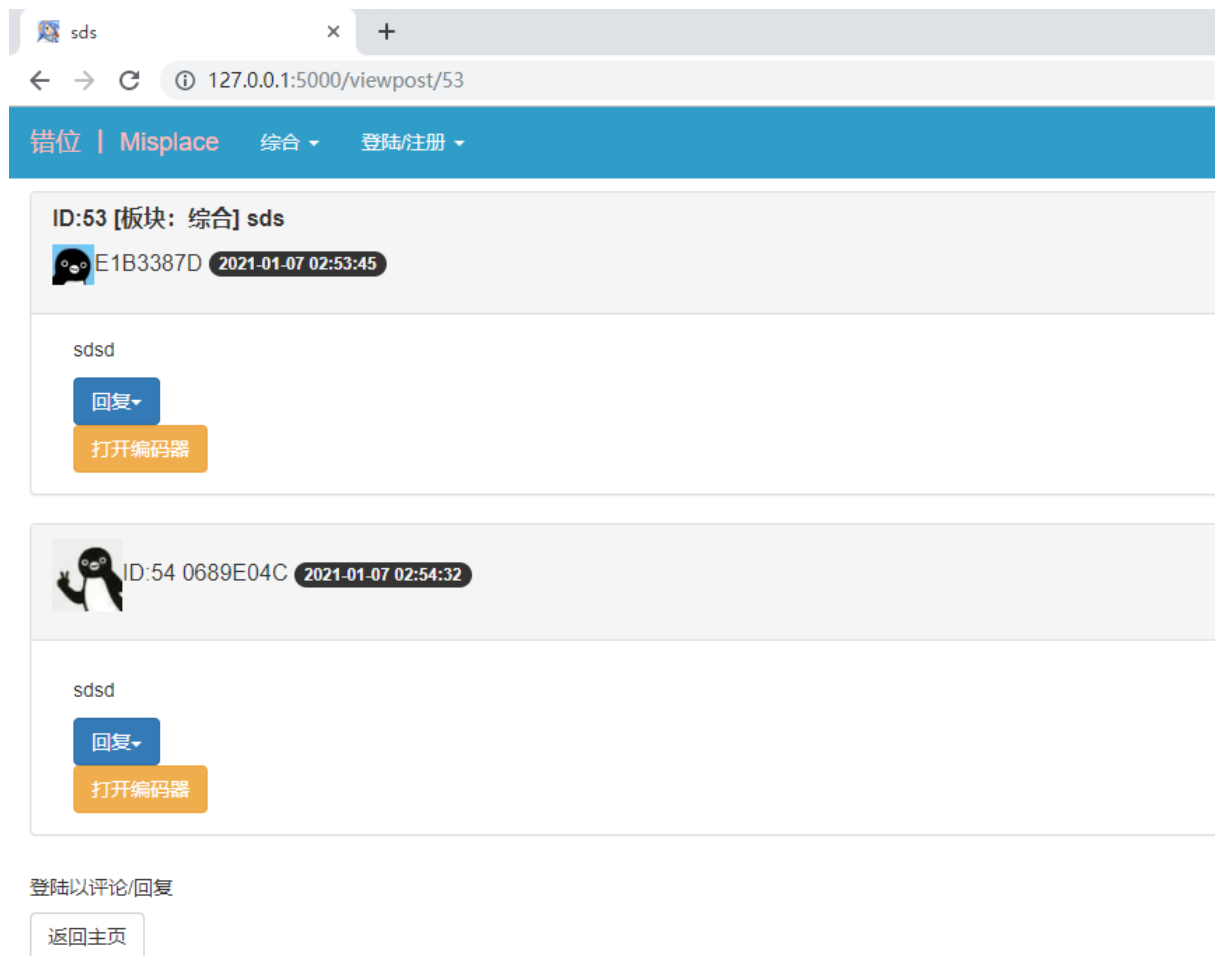 sds
127.0.0.1:5000/viewpost/53
错位 | Misplace 综合 登陆/注册
ID:53 [板块：综合] sds
E1B3387D 2021-01-07 02:53:45
sdsd
回复
打开编码器
ID:54 0689E04C 2021-01-07 02:54:32
sdsd
回复
打开编码器
登陆以评论/回复
返回主页